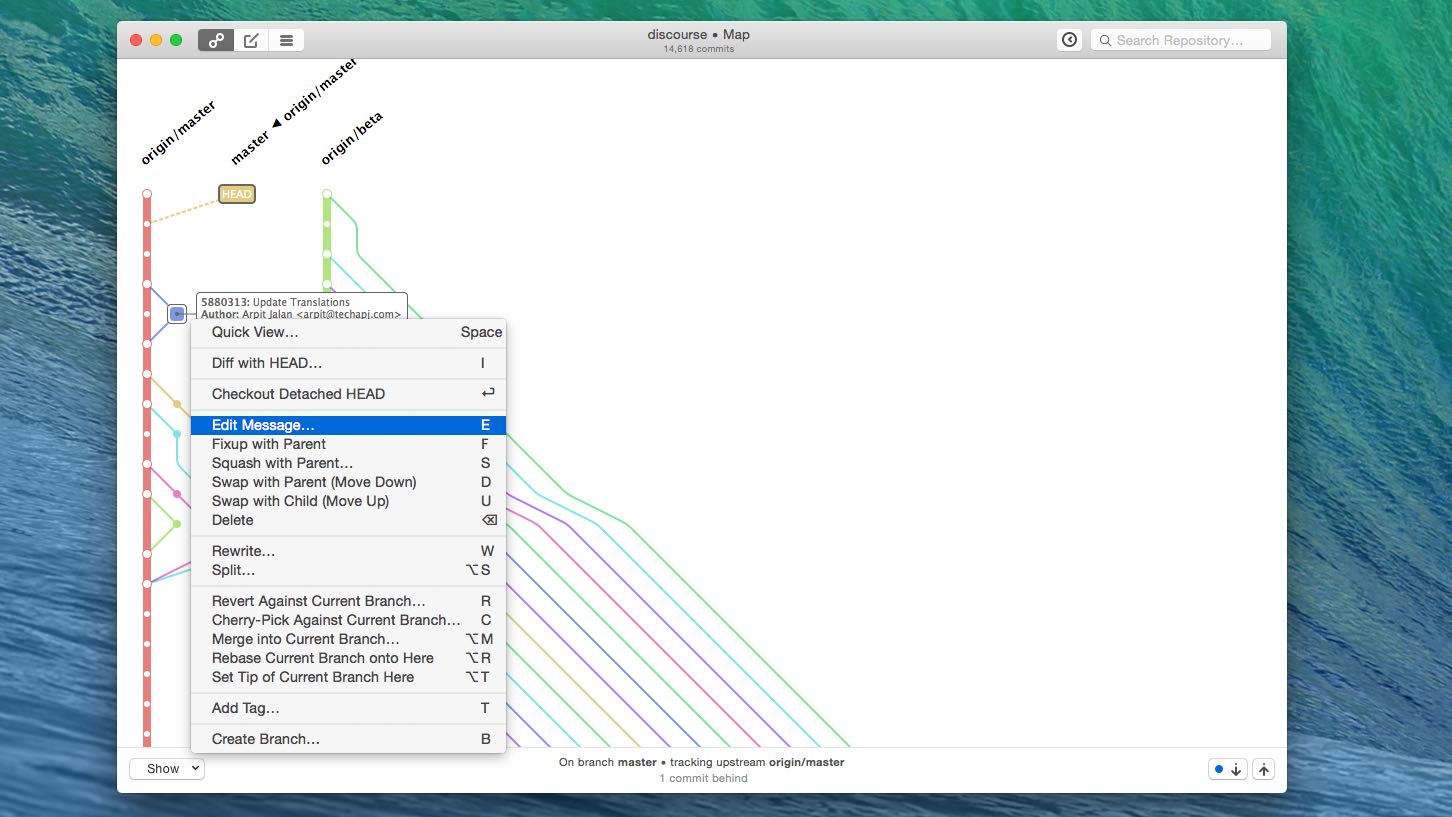 discourse • Map
14,618 commits
Search Repository…
origin/master
master ◀ origin/master
origin/beta
HEAD
5880313: Update Translations
Author: Arpit Jalan <arpit@techapj.com>
Quick View… Space
Diff with HEAD… I
Checkout Detached HEAD ↩
Edit Message… E
Fixup with Parent F
Squash with Parent… S
Swap with Parent (Move Down) D
Swap with Child (Move Up) U
Delete ⌫
Rewrite… W
Split… ⌥S
Revert Against Current Branch… R
Cherry-Pick Against Current Branch… C
Merge into Current Branch… ⌥M
Rebase Current Branch onto Here ⌥R
Set Tip of Current Branch Here ⌥T
Add Tag… T
Create Branch… B
Show
On branch master • tracking upstream origin/master
1 commit behind